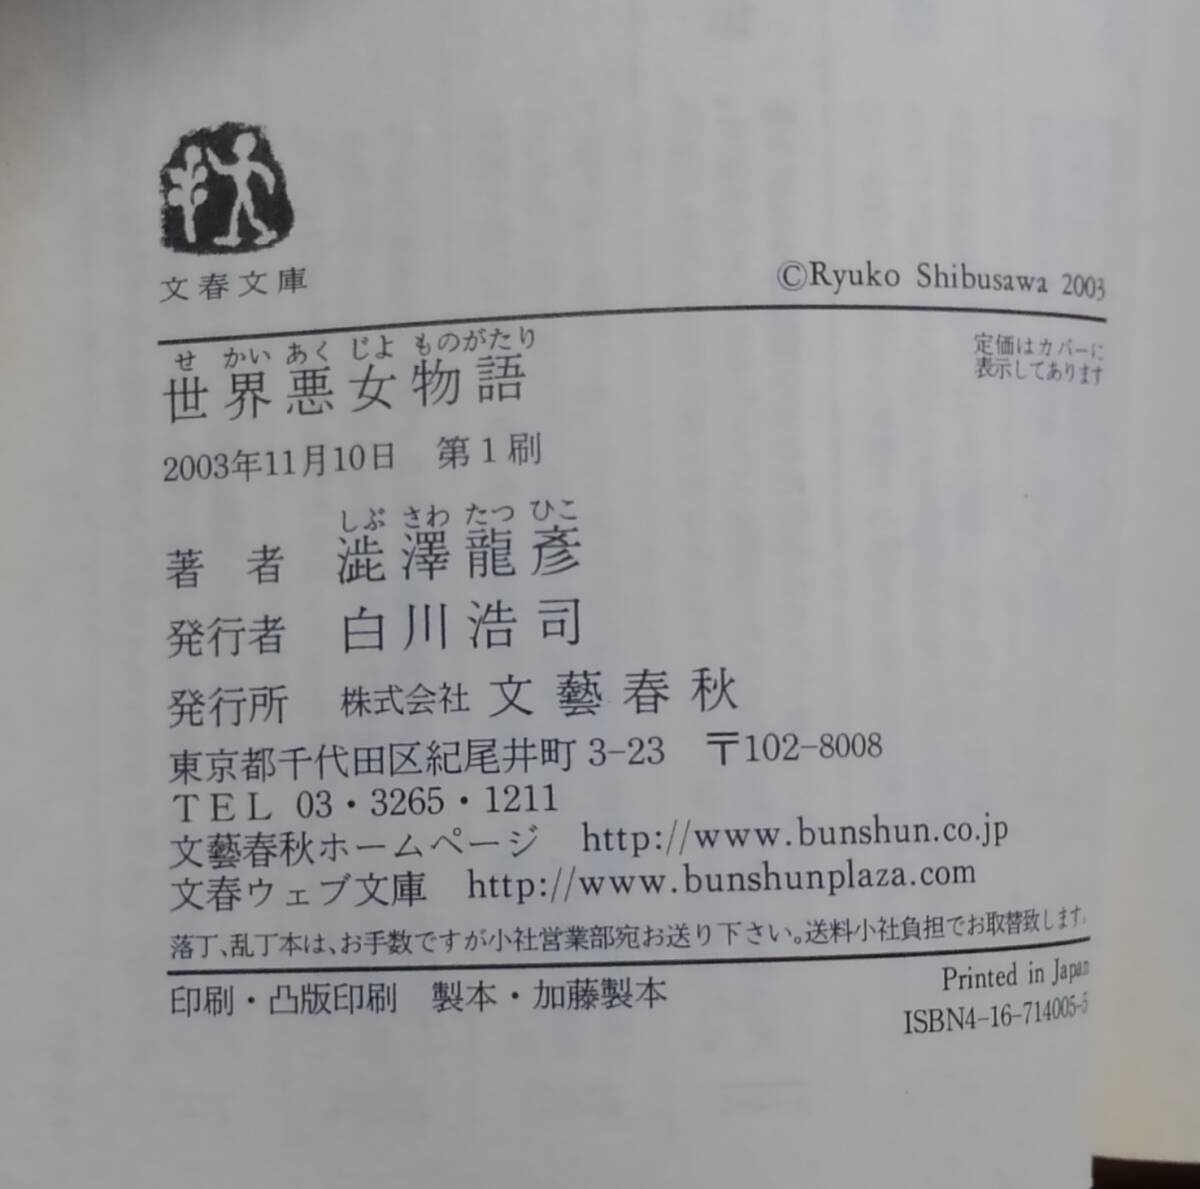 文春文庫
©Ryuko Shibusawa 2003
定価はカバーに
表示してあります
せ かい あく じよ ものがたり
世界悪女物語
2003年11月10日 第1刷
しぶ さわ たつ ひこ
著 者 澁澤龍彥
発行者 白川浩司
発行所 株式会社 文藝春秋
東京都千代田区紀尾井町 3-23 〒102-8008
TEL 03・3265・1211
文藝春秋ホームページ http://www.bunshun.co.jp
文春ウェブ文庫 http://www.bunshunplaza.com
落丁、乱丁本は、お手数ですが小社営業部宛お送り下さい。送料小社負担でお取替致します。
印刷・凸版印刷 製本・加藤製本
Printed in Japan
ISBN4-16-714005-5